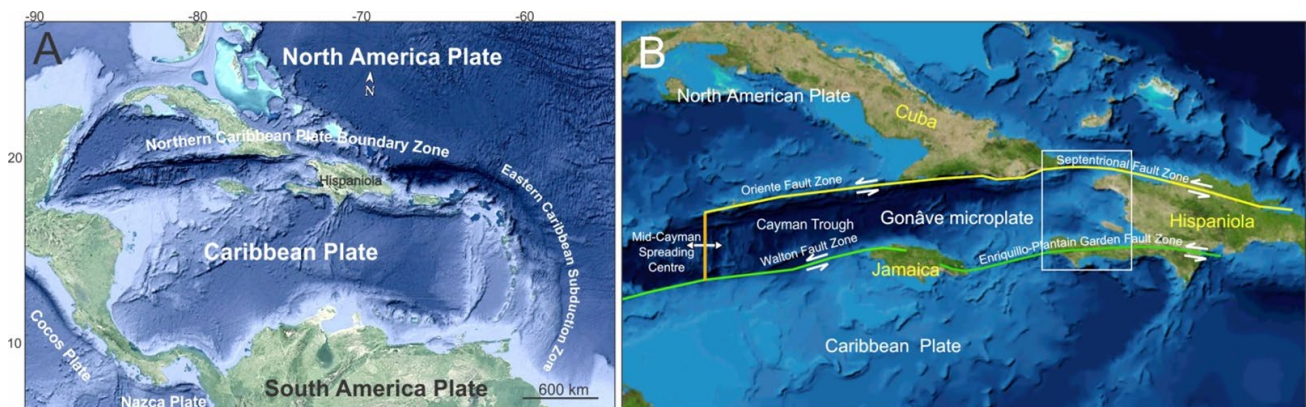 -90
-80
-70
-60
A
North America Plate
N
Northern Caribbean Plate Boundary Zone
20
Hispaniola
Eastern Caribbean Subduction Zone
Caribbean Plate
Cocos Plate
10
South America Plate
600 km
Nazca Plate
B
North American Plate
Cuba
Septentrional Fault Zone
Oriente Fault Zone
Cayman Trough
Gonâve microplate
Hispaniola
Mid-Cayman
Spreading
Centre
Walton Fault Zone
Enriquillo-Plantain Garden Fault Zone
Jamaica
Caribbean Plate